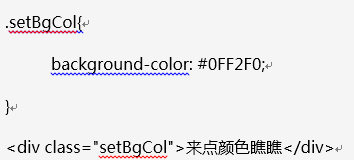 .setBgCol{
background-color: #0FF2F0;
}
<div class="setBgCol">来点颜色瞧瞧</div>